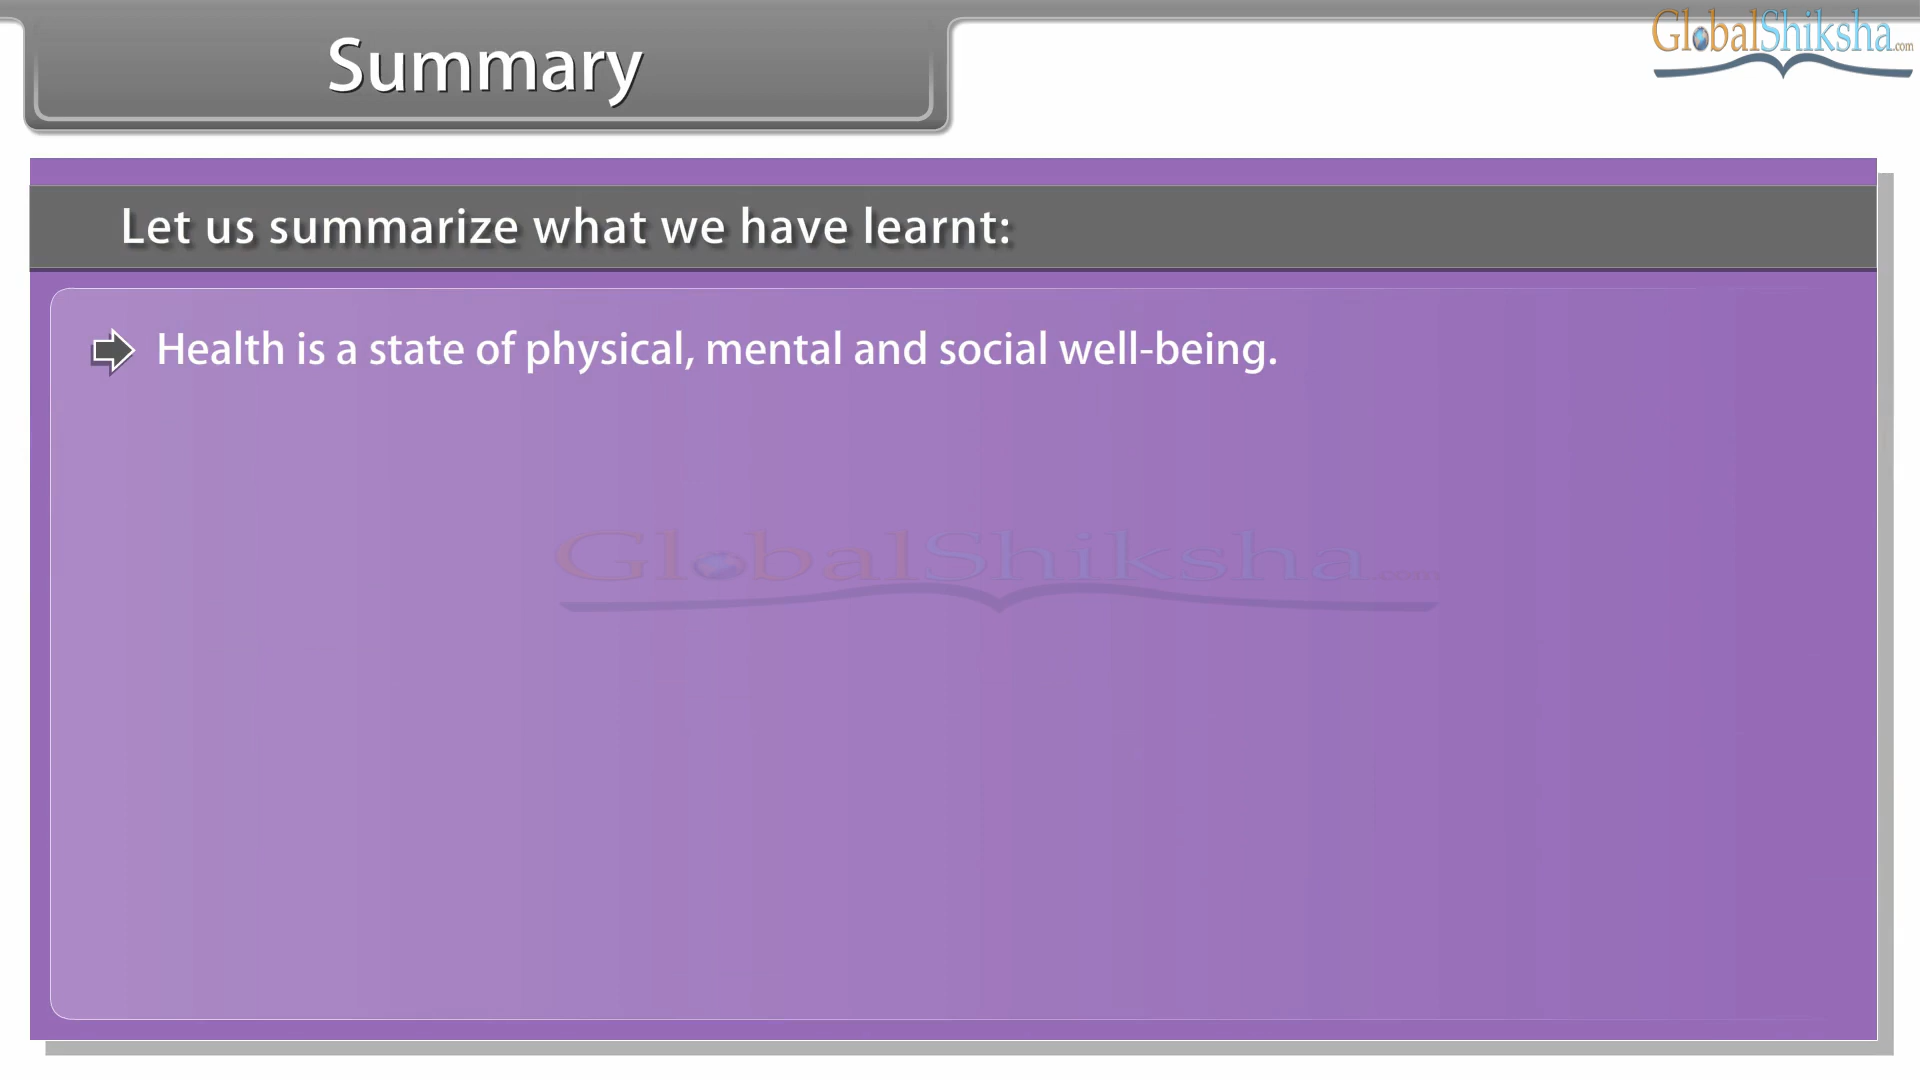 Summary
GlobalShiksha.com
Let us summarize what we have learnt:
Health is a state of physical, mental and social well-being.
GlobalShiksha.com